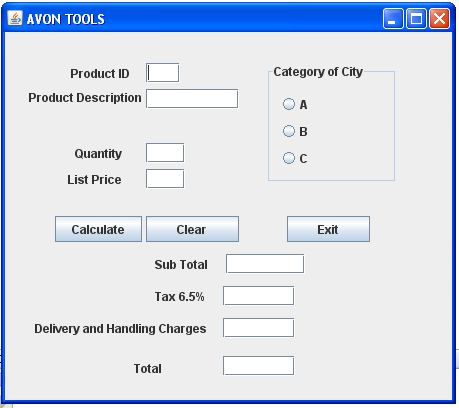 AVON TOOLS
Product ID
Product Description
Category of City
A
B
C
Quantity
List Price
Calculate Clear Exit
Sub Total
Tax 6.5%
Delivery and Handling Charges
Total